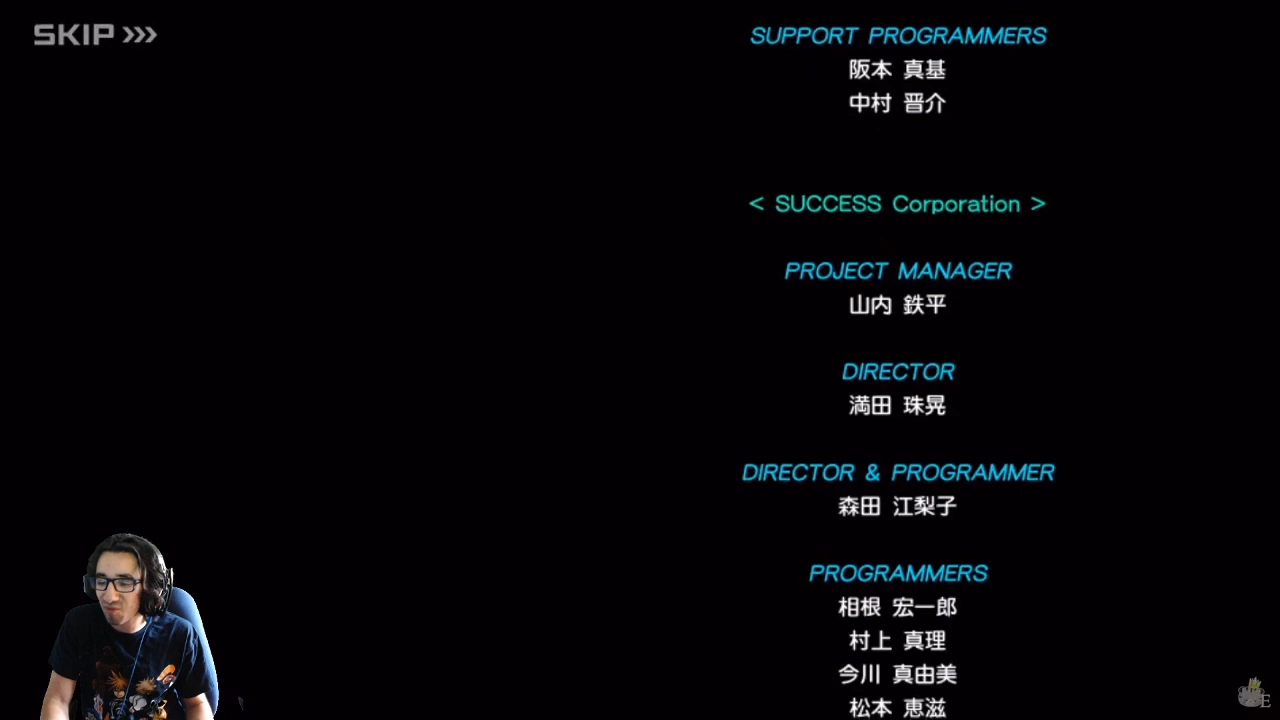 SKIP >>>
SUPPORT PROGRAMMERS
阪本 真基
中村 晋介
< SUCCESS Corporation >
PROJECT MANAGER
山内 鉄平
DIRECTOR
満田 珠晃
DIRECTOR & PROGRAMMER
森田 江梨子
PROGRAMMERS
相根 宏一郎
村上 真理
今川 真由美
松本 恵滋
E